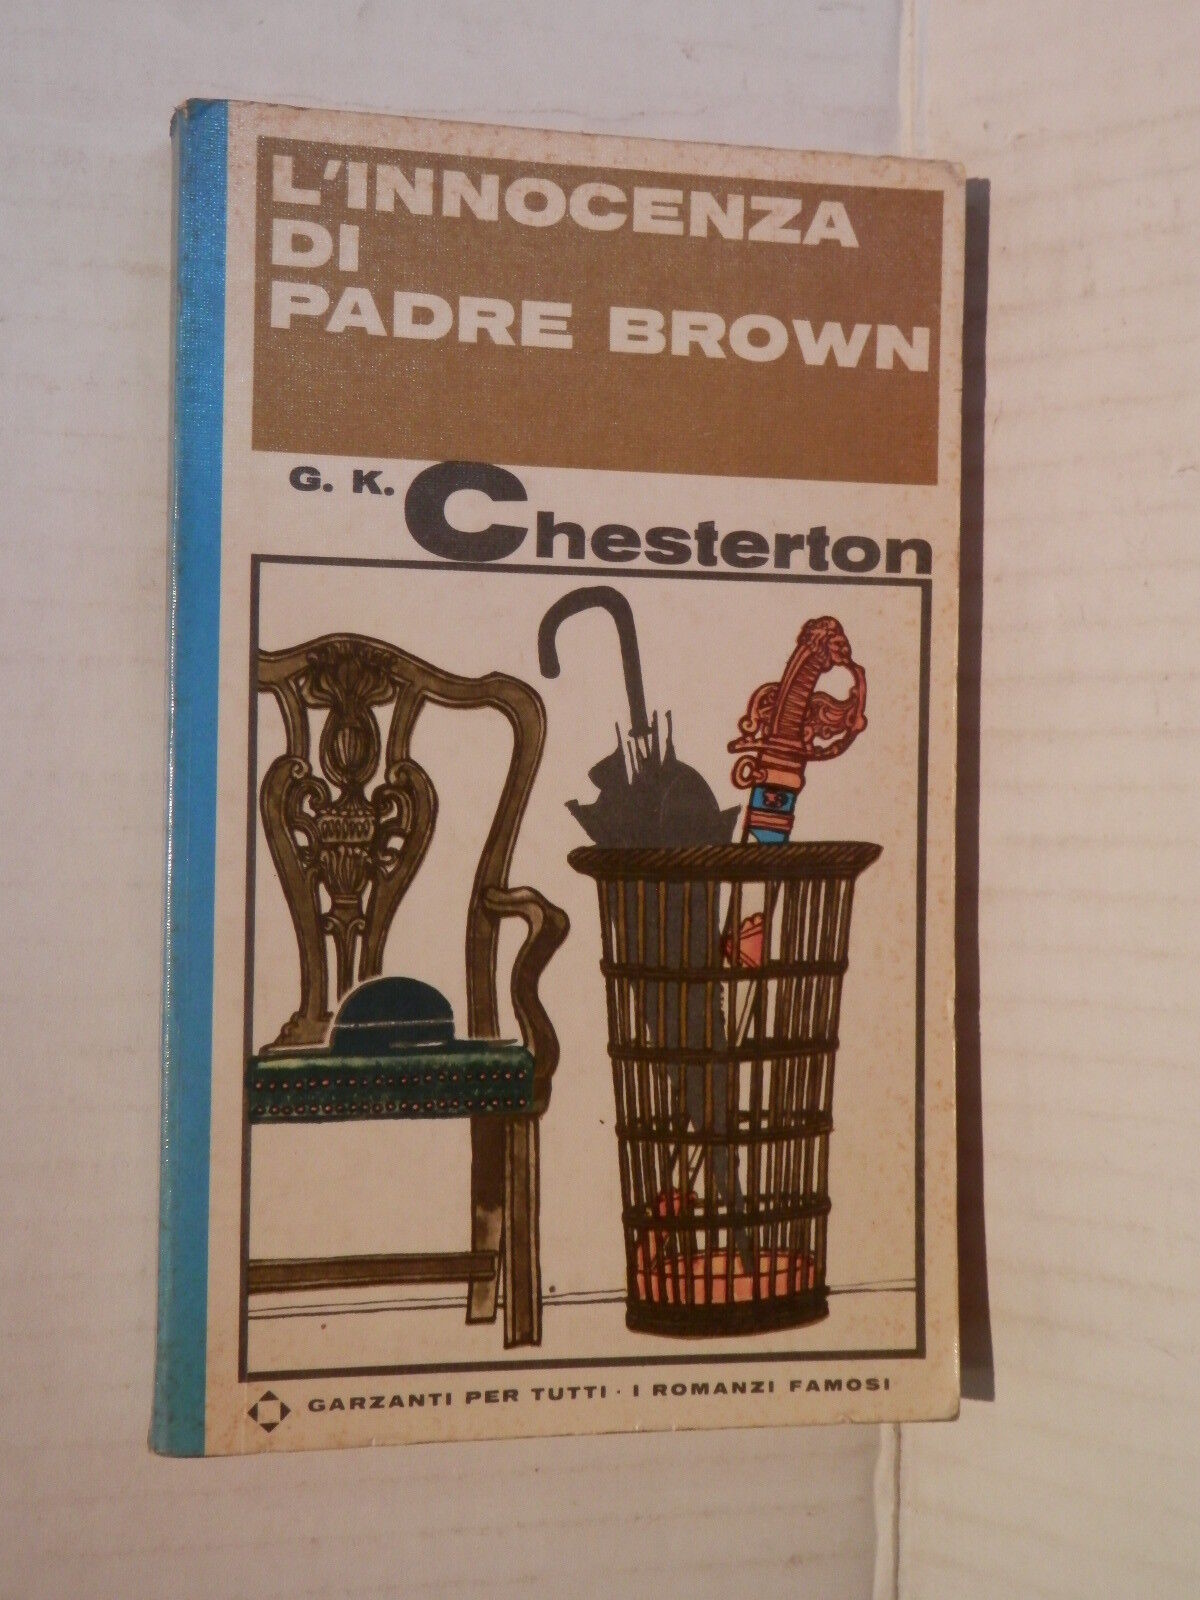 L'INNOCENZA
DI
PADRE BROWN
G. K. Chesterton
GARZANTI PER TUTTI · I ROMANZI FAMOSI